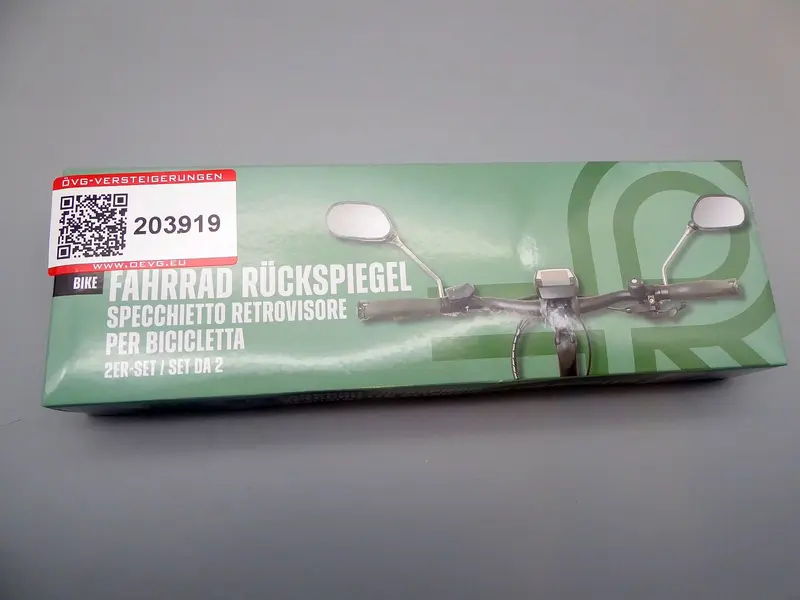 ÖVG-VERSTEIGERUNGEN
203919
WWW.OEVG.EU
BIKE
FAHRRAD RÜCKSPIEGEL
SPECCHIETTO RETROVISORE
PER BICICLETTA
2ER-SET / SET DA 2